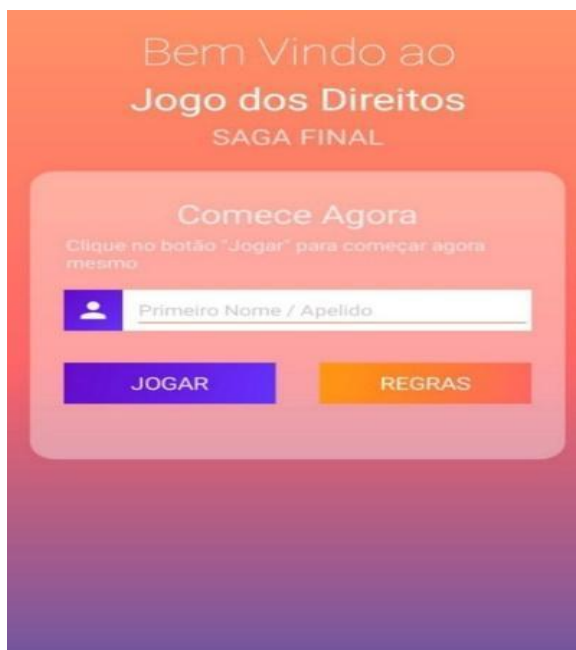 Bem Vindo ao
Jogo dos Direitos
SAGA FINAL
Comece Agora
Clique no botão "Jogar" para começar agora
mesmo
Primeiro Nome / Apelido
JOGAR REGRAS